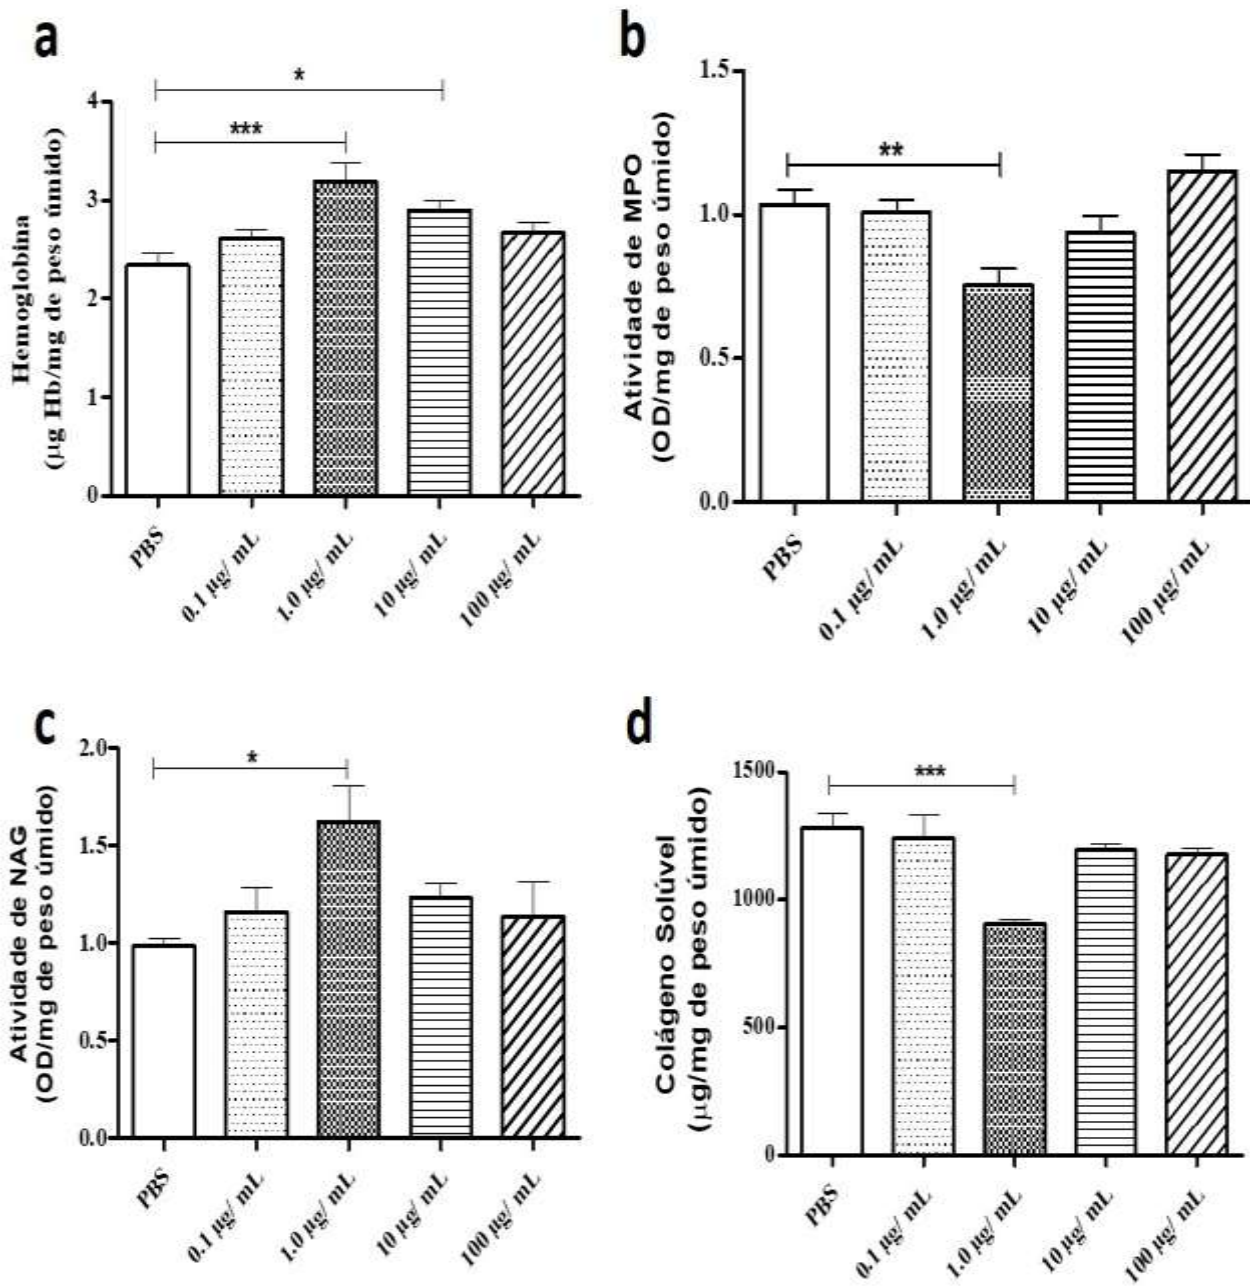 a
*
***
4
3
2
1
0
Hemoglobina
(µg Hb/mg de peso úmido)
PBS
0.1 µg/ mL
1.0 µg/ mL
10 µg/ mL
100 µg/ mL
b
**
1.5
1.0
0.5
0.0
Atividade de MPO
(OD/mg de peso úmido)
PBS
0.1 µg/ mL
1.0 µg/ mL
10 µg/ mL
100 µg/ mL
c
*
2.0
1.5
1.0
0.5
0.0
Atividade de NAG
(OD/mg de peso úmido)
PBS
0.1 µg/ mL
1.0 µg/ mL
10 µg/ mL
100 µg/ mL
d
***
1500
1000
500
0
Colágeno Solúvel
(µg/mg de peso úmido)
PBS
0.1 µg/ mL
1.0 µg/ mL
10 µg/ mL
100 µg/ mL